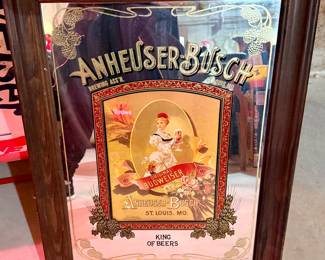 ANHEUSER-BUSCH
BREWING ASS'N.
BUDWEISER
ANHEUSER-BUSCH
ST. LOUIS, MO.
KING
OF BEERS